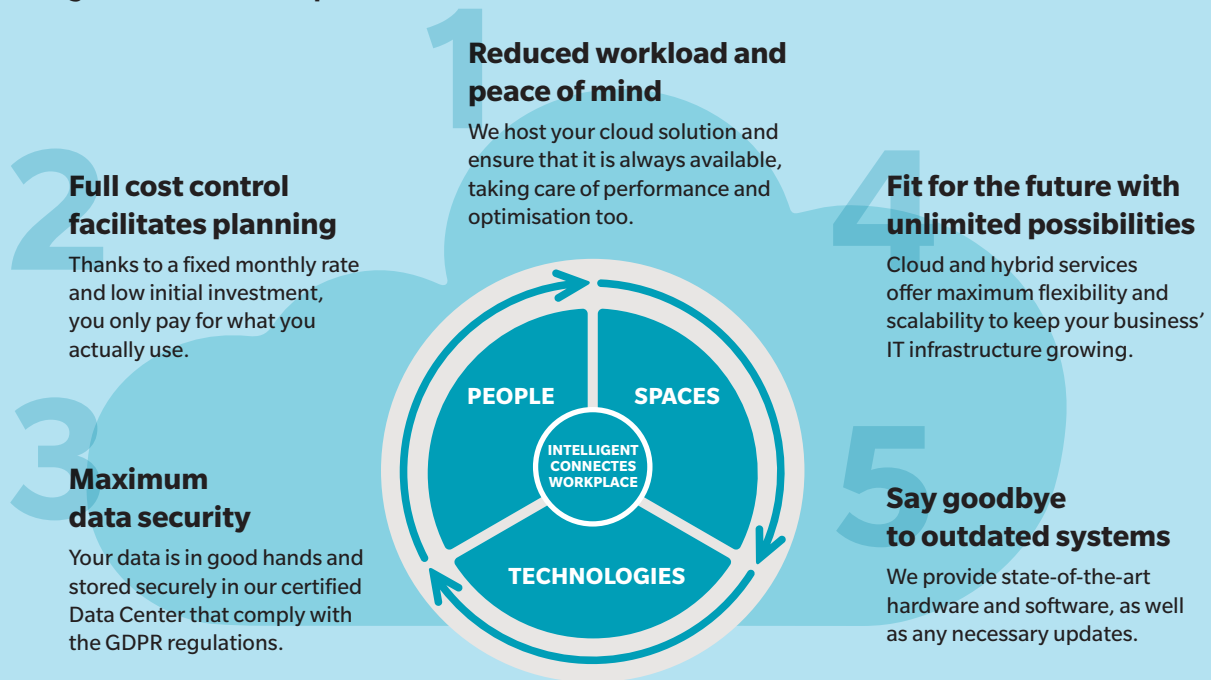 1
Reduced workload and
peace of mind
We host your cloud solution and
ensure that it is always available,
taking care of performance and
optimisation too.
2
Full cost control
facilitates planning
Thanks to a fixed monthly rate
and low initial investment,
you only pay for what you
actually use.
3
Maximum
data security
Your data is in good hands and
stored securely in our certified
Data Center that comply with
the GDPR regulations.
4
Fit for the future with
unlimited possibilities
Cloud and hybrid services
offer maximum flexibility and
scalability to keep your business’
IT infrastructure growing.
5
Say goodbye
to outdated systems
We provide state-of-the-art
hardware and software, as well
as any necessary updates.
PEOPLE
SPACES
INTELLIGENT
CONNECTES
WORKPLACE
TECHNOLOGIES